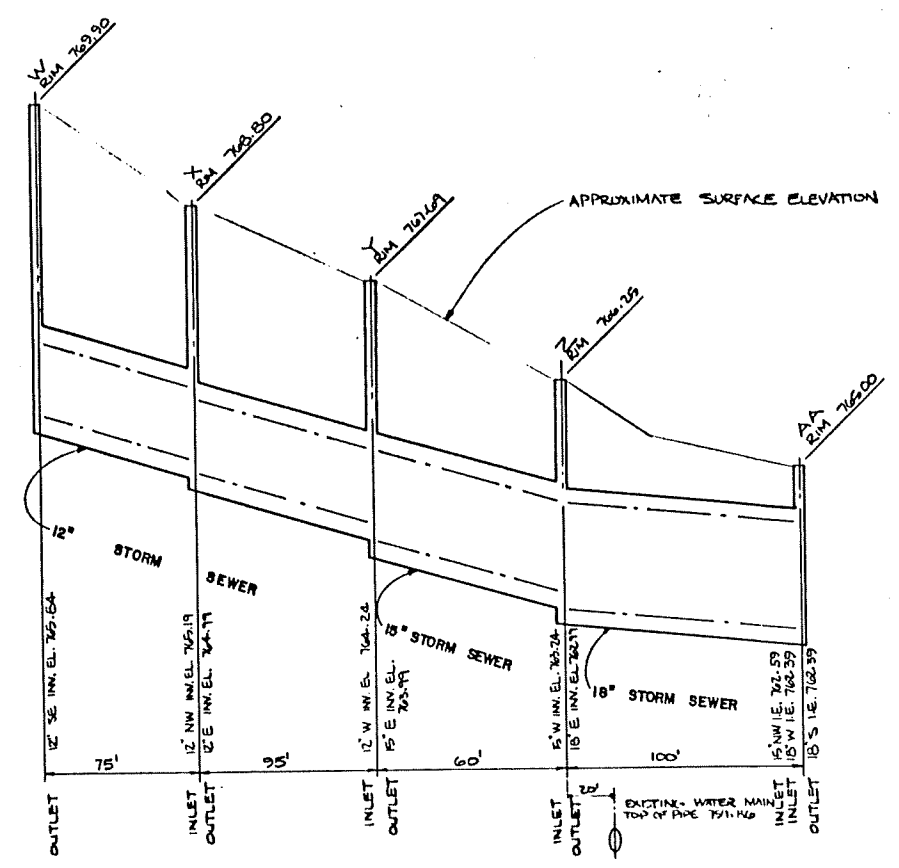 W
RIM 769.90
X
RIM 768.80
Y
RIM 767.69
Z
RIM 766.25
AA
RIM 765.00
APPROXIMATE SURFACE ELEVATION
12"
STORM SEWER
15" STORM SEWER
18" STORM SEWER
12" SE INV. EL. 765.64
12" NW INV. EL. 765.19
12" E INV. EL. 764.99
12" W INV. EL. 764.24
15" E INV. EL.
763.99
15" W INV. EL. 763.24
18" E INV. EL. 762.99
15" NW I.E. 762.59
18" W I.E. 762.39
18" S I.E. 762.39
75'
95'
60'
100'
20'
OUTLET
INLET
OUTLET
INLET
OUTLET
INLET
OUTLET
INLET
INLET
OUTLET
EXISTING WATER MAIN
TOP OF PIPE